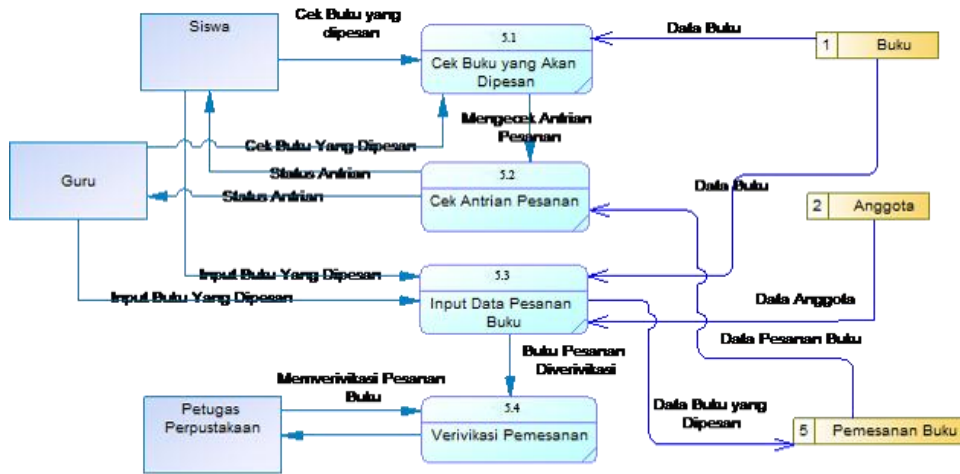 Cek Buku yang
dipesan
Siswa
5.1
Cek Buku yang Akan
Dipesan
Data Buku
1
Buku
Mengecek Antrian
Pesanan
Cek Buku Yang Dipesan
Guru
Status Antrian
Status Antrian
5.2
Cek Antrian Pesanan
Data Buku
2
Anggota
Input Buku Yang Dipesan
Input Buku Yang Dipesan
5.3
Input Data Pesanan
Buku
Data Anggota
Data Pesanan Buku
Buku Pesanan
Diverivikasi
Memverivikasi Pesanan
Buku
Petugas
Perpustakaan
5.4
Verivikasi Pemesanan
Data Buku yang
Dipesan
5
Pemesanan Buku